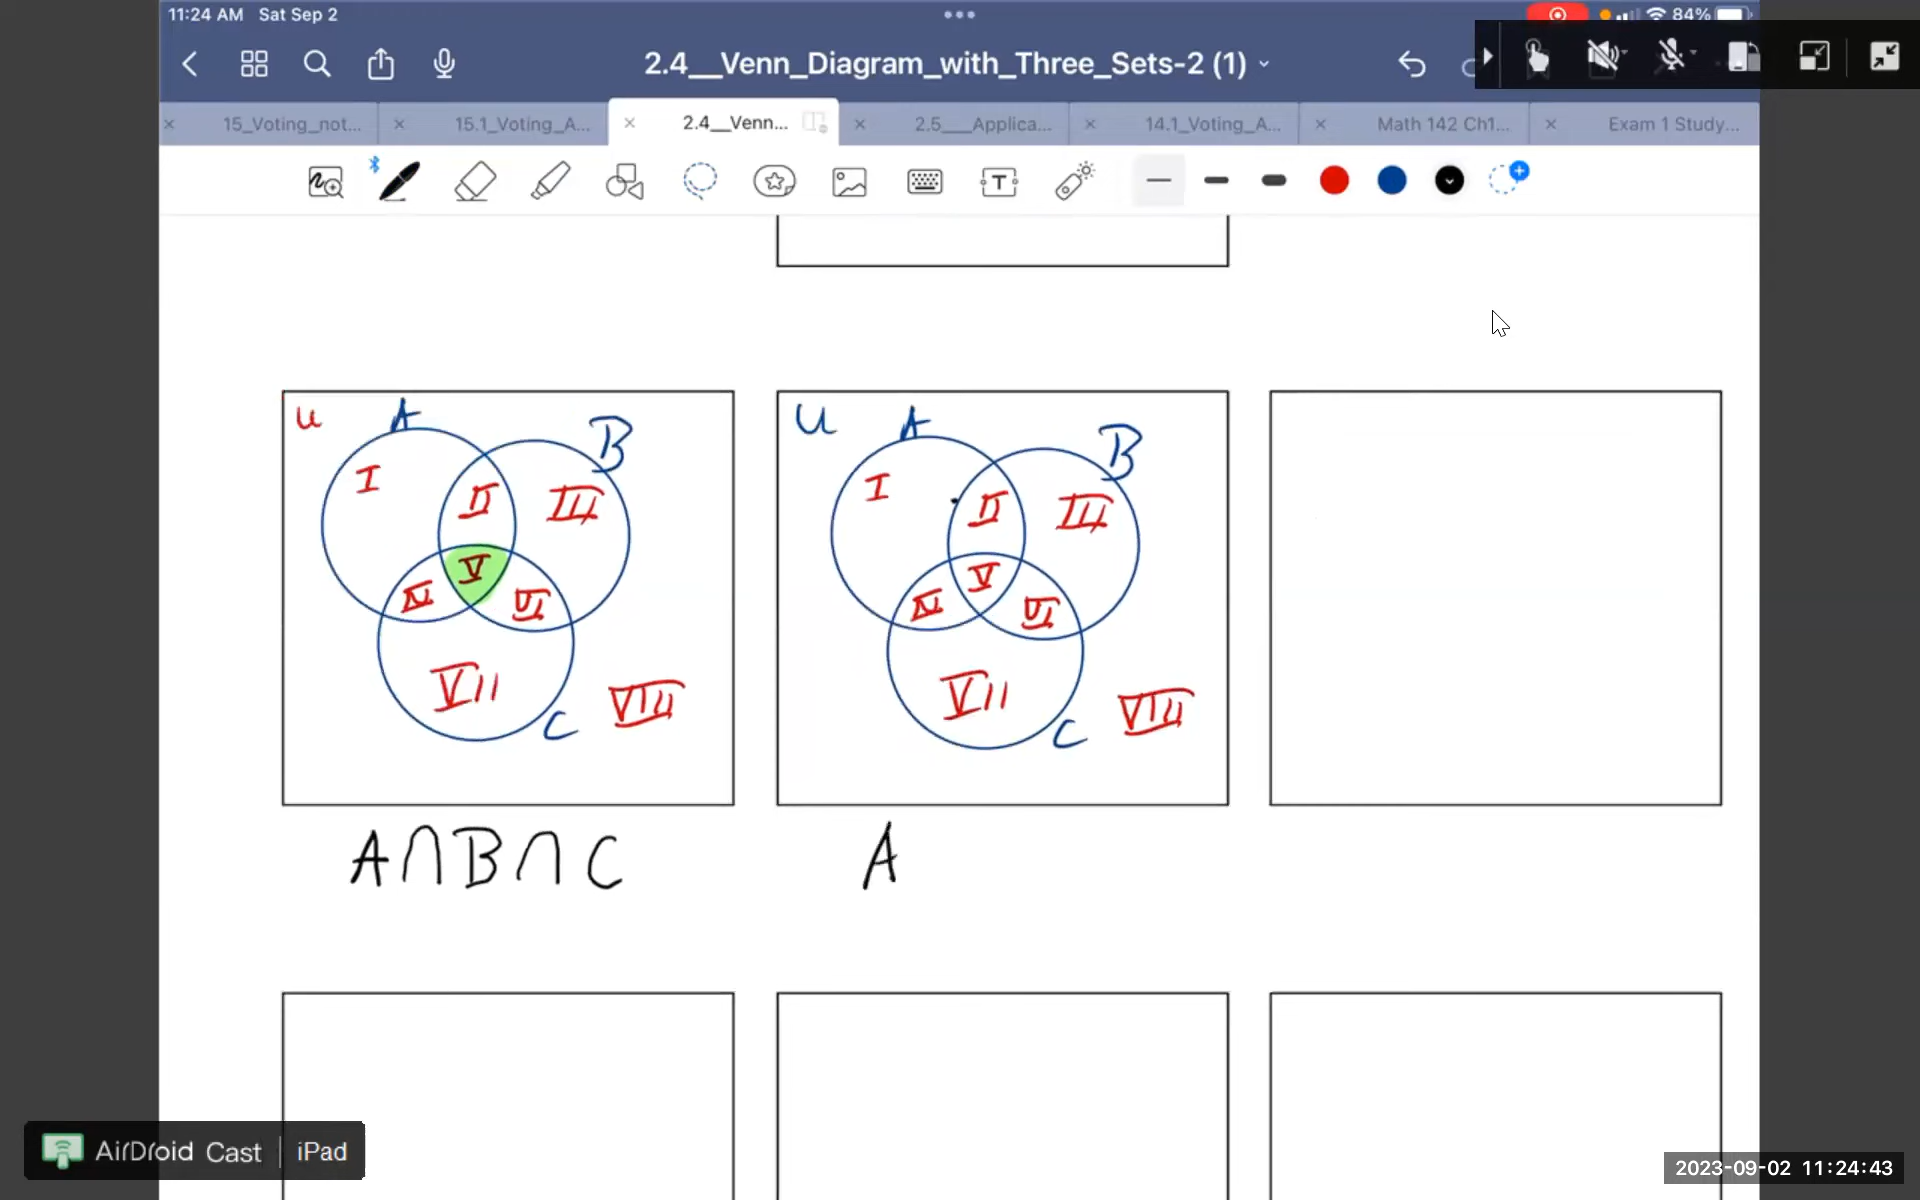 11:24 AM Sat Sep 2
84%
2.4__Venn_Diagram_with_Three_Sets-2 (1)
15_Voting_not...
15.1_Voting_A...
2.4__Venn...
2.5___Applica...
14.1_Voting_A...
Math 142 Ch1...
Exam 1 Study...
T
U A B
I II III
V
IV VI
VII VIII
C
U A B
I II III
V
IV VI
VII VIII
C
A∩B∩C
A
AirDroid Cast | iPad
2023-09-02 11:24:43